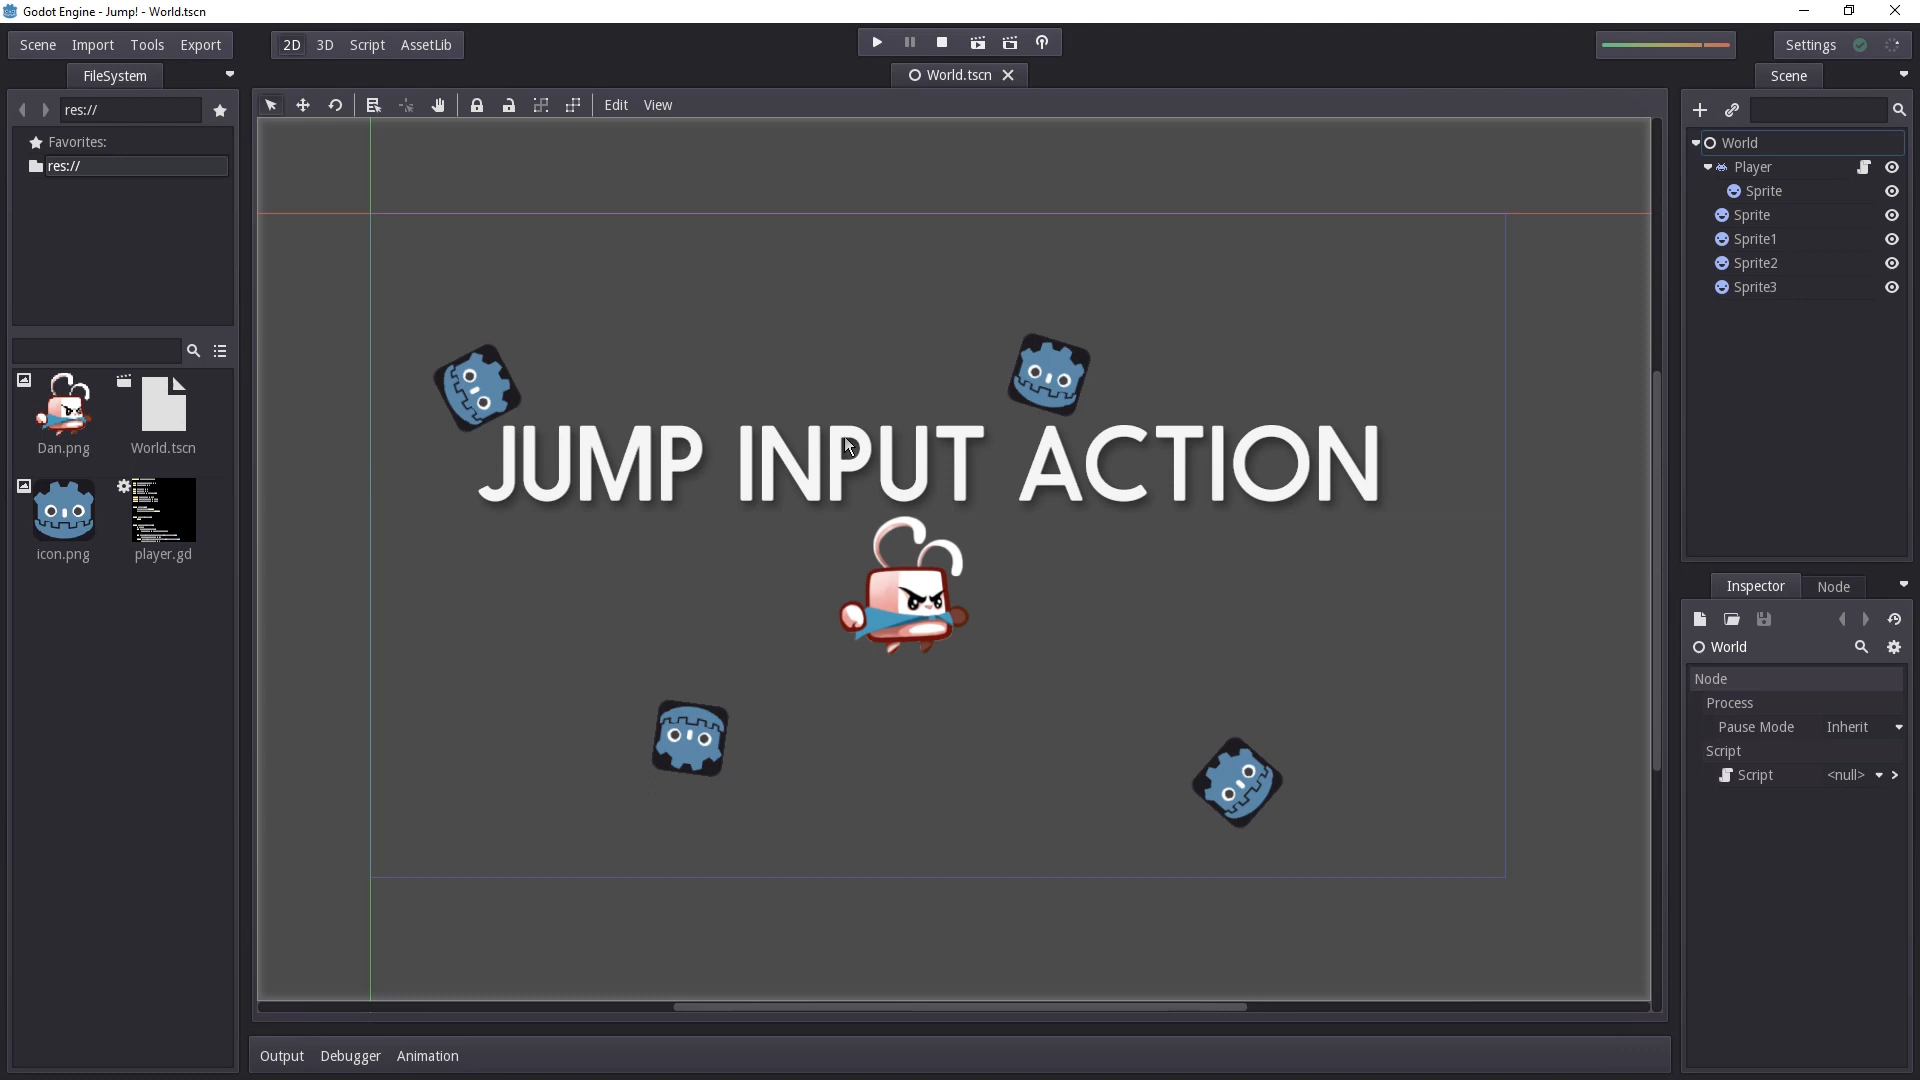 Godot Engine - Jump! - World.tscn
Scene Import Tools Export
2D 3D Script AssetLib
Settings
FileSystem
World.tscn
Scene
res://
Edit View
Favorites:
res://
World
Player
Sprite
Sprite
Sprite1
Sprite2
Sprite3
Dan.png
World.tscn
icon.png
player.gd
JUMP INPUT ACTION
Inspector Node
World
Node
Process
Pause Mode Inherit
Script
Script <null>
Output Debugger Animation